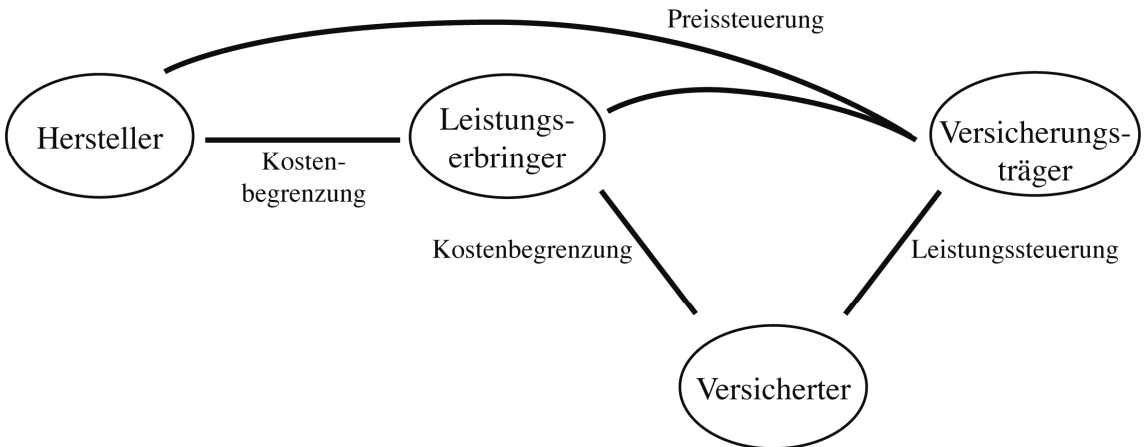 Preissteuerung
Hersteller
Leistungs-
erbringer
Versicherungs-
träger
Kosten-
begrenzung
Kostenbegrenzung
Leistungssteuerung
Versicherter